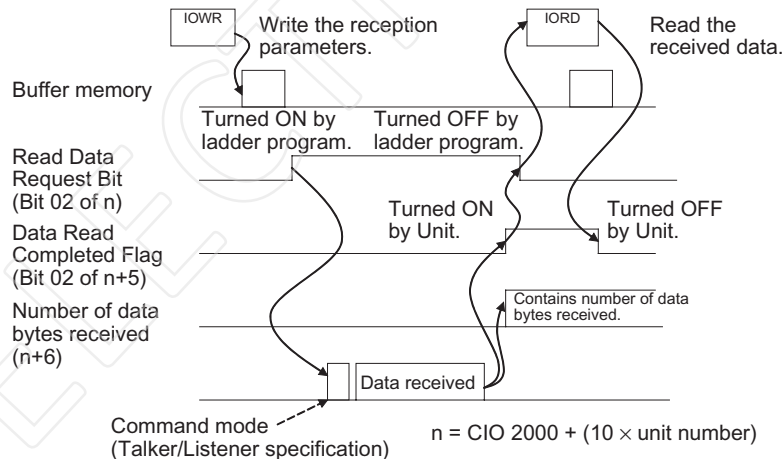 IOWR
Write the reception
parameters.
IORD
Read the
received data.
Buffer memory
Turned ON by
ladder program.
Turned OFF by
ladder program.
Read Data
Request Bit
(Bit 02 of n)
Turned ON
by Unit.
Turned OFF
by Unit.
Data Read
Completed Flag
(Bit 02 of n+5)
Contains number of data
bytes received.
Number of data
bytes received
(n+6)
Data received
Command mode
(Talker/Listener specification)
n = CIO 2000 + (10 × unit number)